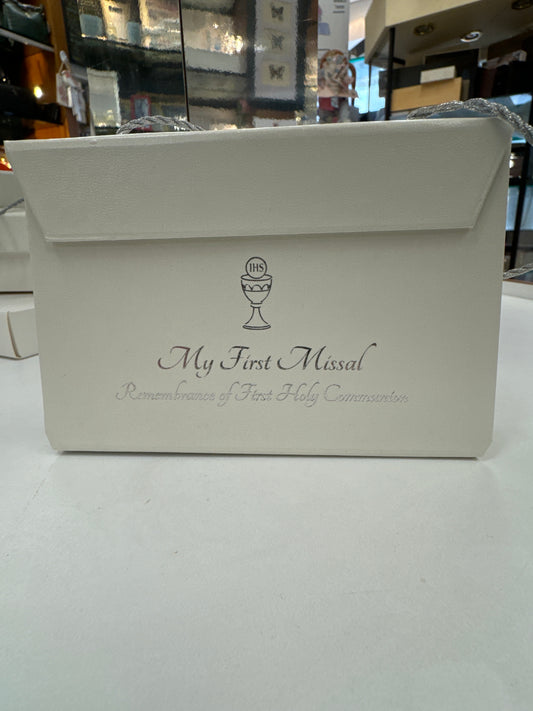 IHS
My First Missal
Remembrance of First Holy Communion